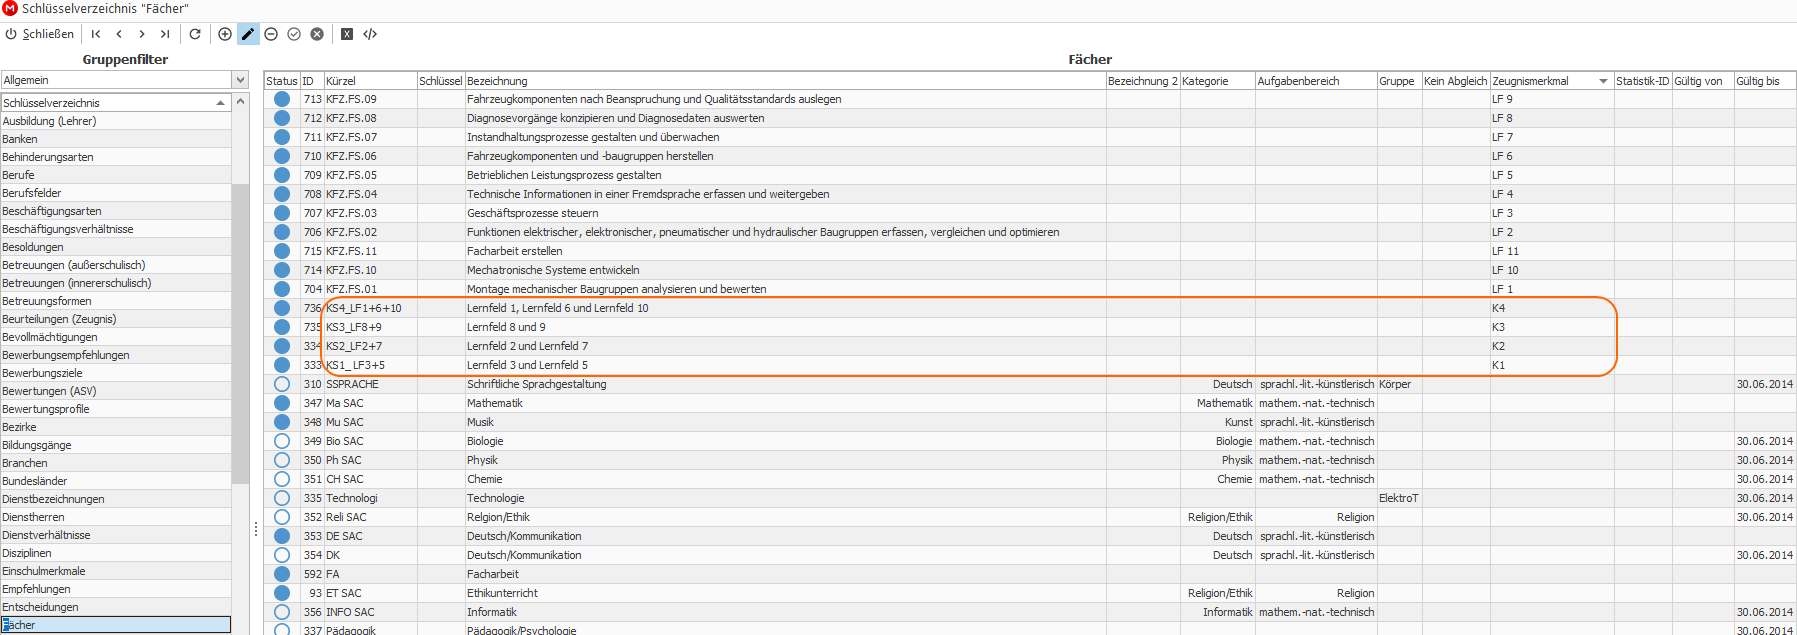 Schlüsselverzeichnis "Fächer"
Schließen
Gruppenfilter
Allgemein
Schlüsselverzeichnis
Ausbildung (Lehrer)
Banken
Behinderungsarten
Berufe
Berufsfelder
Beschäftigungsarten
Beschäftigungsverhältnisse
Besoldungen
Betreuungen (außerschulisch)
Betreuungen (innererschulisch)
Betreuungsformen
Beurteilungen (Zeugnis)
Bevollmächtigungen
Bewerbungsempfehlungen
Bewerbungsziele
Bewertungen (ASV)
Bewertungsprofile
Bezirke
Bildungsgänge
Branchen
Bundesländer
Dienstbezeichnungen
Dienstherren
Dienstverhältnisse
Disziplinen
Einschulmerkmale
Empfehlungen
Entscheidungen
Fächer
Fächer
Status ID Kürzel Schlüssel Bezeichnung Bezeichnung 2 Kategorie Aufgabenbereich Gruppe Kein Abgleich Zeugnismerkmal Statistik-ID Gültig von Gültig bis
713 KFZ.FS.09 Fahrzeugkomponenten nach Beanspruchung und Qualitätsstandards auslegen LF 9
712 KFZ.FS.08 Diagnosevorgänge konzipieren und Diagnosedaten auswerten LF 8
711 KFZ.FS.07 Instandhaltungsprozesse gestalten und überwachen LF 7
710 KFZ.FS.06 Fahrzeugkomponenten und -baugruppen herstellen LF 6
709 KFZ.FS.05 Betrieblichen Leistungsprozess gestalten LF 5
708 KFZ.FS.04 Technische Informationen in einer Fremdsprache erfassen und weitergeben LF 4
707 KFZ.FS.03 Geschäftsprozesse steuern LF 3
706 KFZ.FS.02 Funktionen elektrischer, elektronischer, pneumatischer und hydraulischer Baugruppen erfassen, vergleichen und optimieren LF 2
715 KFZ.FS.11 Facharbeit erstellen LF 11
714 KFZ.FS.10 Mechatronische Systeme entwickeln LF 10
704 KFZ.FS.01 Montage mechanischer Baugruppen analysieren und bewerten LF 1
736 KS4_LF1+6+10 Lernfeld 1, Lernfeld 6 und Lernfeld 10 K4
735 KS3_LF8+9 Lernfeld 8 und 9 K3
334 KS2_LF2+7 Lernfeld 2 und Lernfeld 7 K2
333 KS1_ LF3+5 Lernfeld 3 und Lernfeld 5 K1
310 SSPRACHE Schriftliche Sprachgestaltung Deutsch sprachl.-lit.-künstlerisch Körper 30.06.2014
347 Ma SAC Mathematik Mathematik mathem.-nat.-technisch
348 Mu SAC Musik Kunst sprachl.-lit.-künstlerisch
349 Bio SAC Biologie Biologie mathem.-nat.-technisch 30.06.2014
350 Ph SAC Physik Physik mathem.-nat.-technisch 30.06.2014
351 CH SAC Chemie Chemie mathem.-nat.-technisch 30.06.2014
335 Technologi Technologie ElektroT 30.06.2014
352 Reli SAC Relgion/Ethik Religion/Ethik Religion 30.06.2014
353 DE SAC Deutsch/Kommunikation Deutsch sprachl.-lit.-künstlerisch
354 DK Deutsch/Kommunikation Deutsch sprachl.-lit.-künstlerisch 30.06.2014
592 FA Facharbeit
93 ET SAC Ethikunterricht Religion/Ethik Religion
356 INFO SAC Informatik Informatik mathem.-nat.-technisch 30.06.2014
337 Pädagogik Pädagogik/Psychologie 30.06.2014